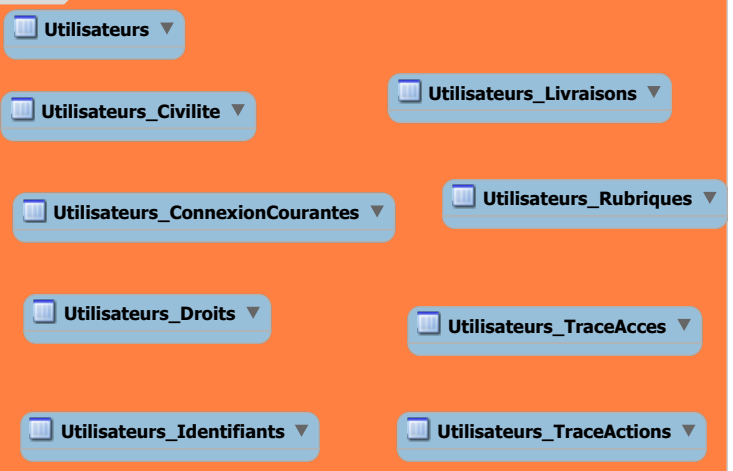 Utilisateurs
Utilisateurs_Civilite
Utilisateurs_Livraisons
Utilisateurs_ConnexionCourantes
Utilisateurs_Rubriques
Utilisateurs_Droits
Utilisateurs_TraceAcces
Utilisateurs_Identifiants
Utilisateurs_TraceActions